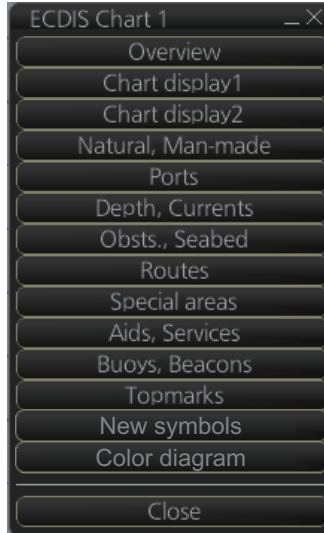 ECDIS Chart 1
Overview
Chart display1
Chart display2
Natural, Man-made
Ports
Depth, Currents
Obsts., Seabed
Routes
Special areas
Aids, Services
Buoys, Beacons
Topmarks
New symbols
Color diagram
Close